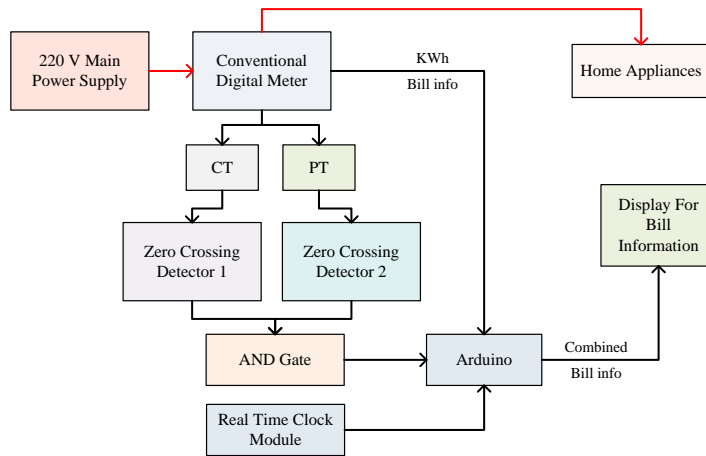 220 V Main
Power Supply
Conventional
Digital Meter
KWh
Bill info
Home Appliances
CT
PT
Display For
Bill
Information
Zero Crossing
Detector 1
Zero Crossing
Detector 2
AND Gate
Arduino
Combined
Bill info
Real Time Clock
Module